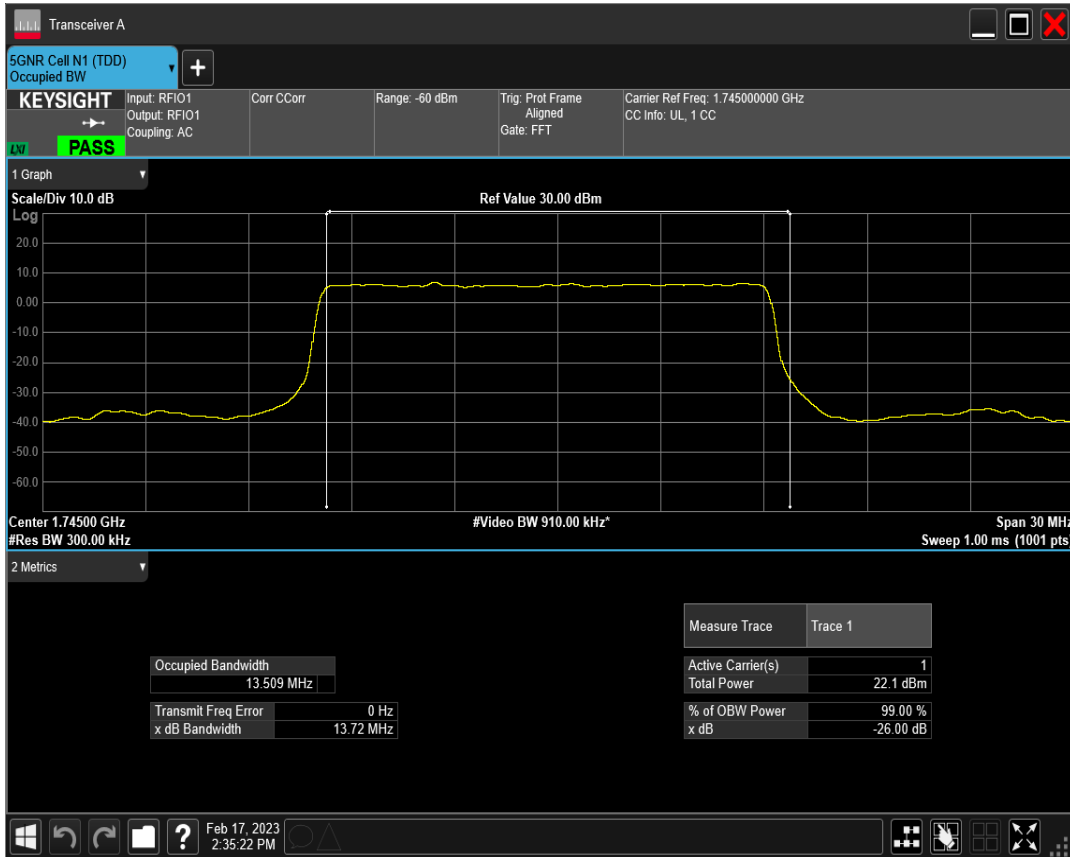 Transceiver A
5GNR Cell N1 (TDD)
Occupied BW
+
KEYSIGHT
LXI
PASS
Input: RFIO1
Output: RFIO1
Coupling: AC
Corr CCorr
Range: -60 dBm
Trig: Prot Frame
Aligned
Gate: FFT
Carrier Ref Freq: 1.745000000 GHz
CC Info: UL, 1 CC
1 Graph
Scale/Div 10.0 dB
Ref Value 30.00 dBm
Log
20.0
10.0
0.00
-10.0
-20.0
-30.0
-40.0
-50.0
-60.0
Center 1.74500 GHz
#Video BW 910.00 kHz*
Span 30 MHz
#Res BW 300.00 kHz
Sweep 1.00 ms (1001 pts)
2 Metrics
Measure Trace Trace 1
Occupied Bandwidth
13.509 MHz
Active Carrier(s) 1
Total Power 22.1 dBm
Transmit Freq Error 0 Hz
x dB Bandwidth 13.72 MHz
% of OBW Power 99.00 %
x dB -26.00 dB
?
Feb 17, 2023
2:35:22 PM